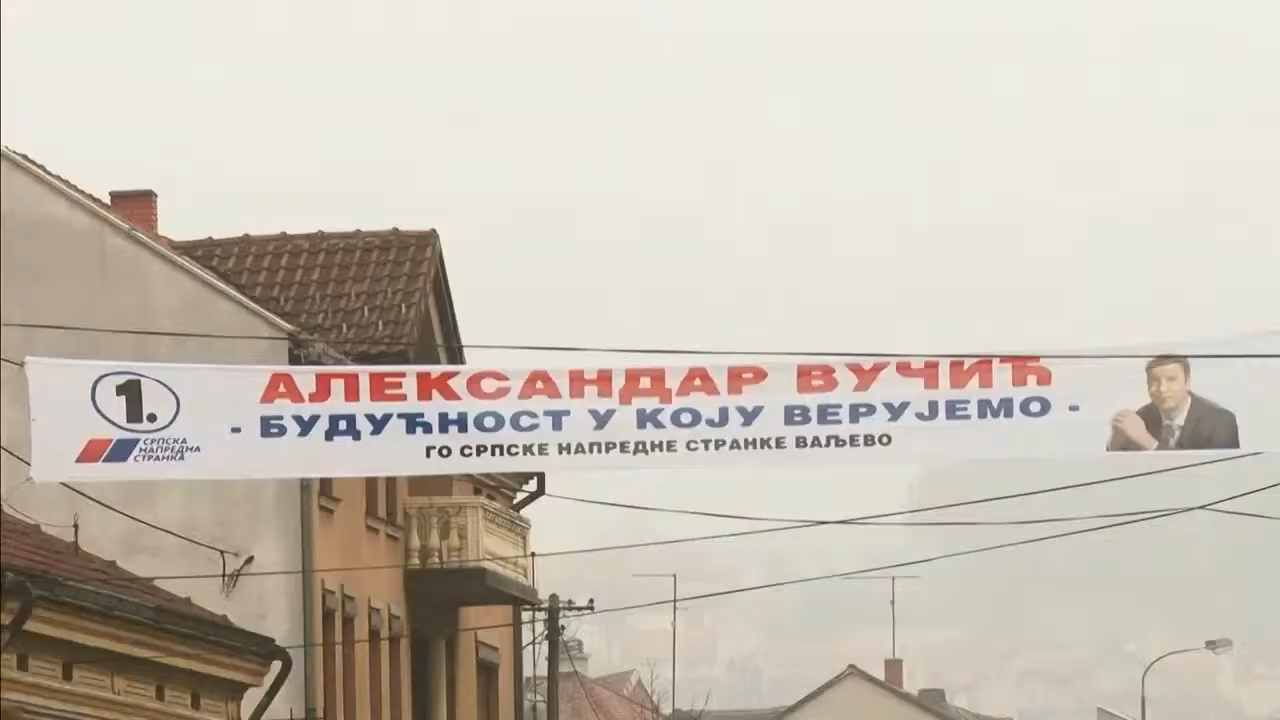 1.
СРПСКА
НАПРЕДНА
СТРАНКА
АЛЕКСАНДАР ВУЧИЋ
- БУДУЋНОСТ У КОЈУ ВЕРУЈЕМО -
ГО СРПСКЕ НАПРЕДНЕ СТРАНКЕ ВАЉЕВО